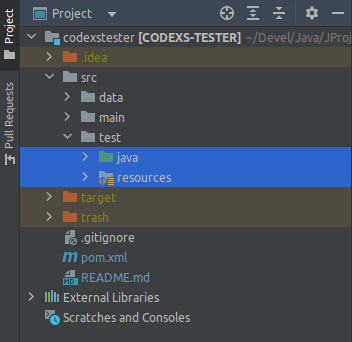 Project
Pull Requests
Project
codexstester [CODEXS-TESTER] ~/Devel/Java/JProj
.idea
src
data
main
test
java
resources
target
trash
.gitignore
m pom.xml
MD README.md
External Libraries
Scratches and Consoles